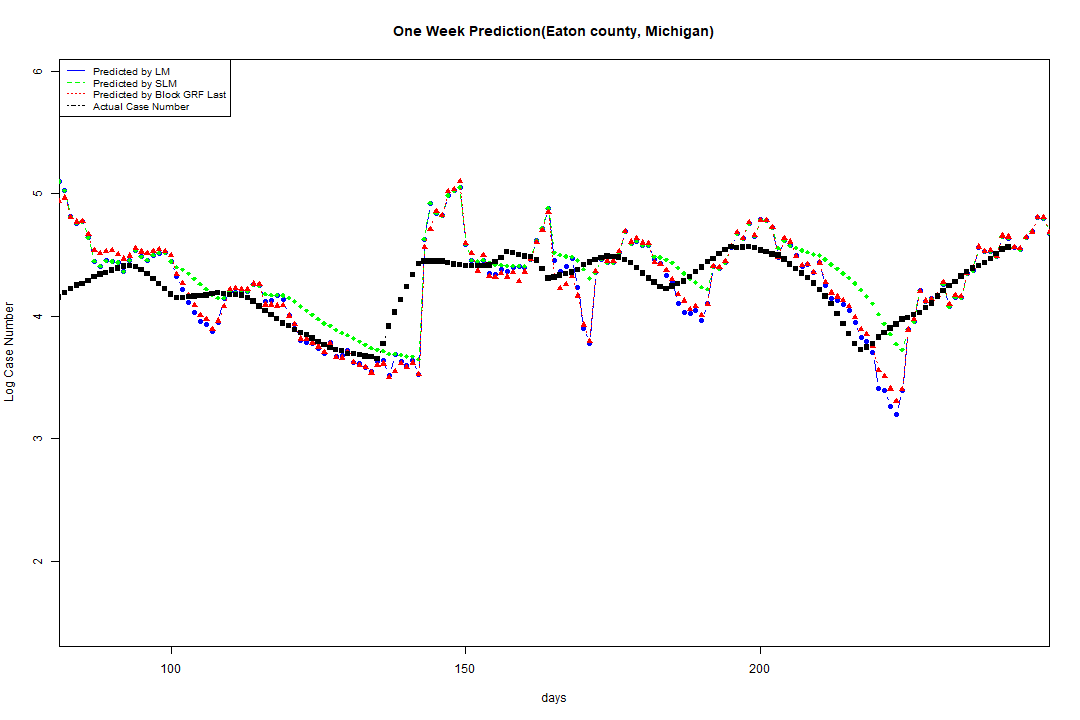 One Week Prediction(Eaton county, Michigan)
Predicted by LM
Predicted by SLM
Predicted by Block GRF Last
Actual Case Number
6
5
4
3
2
Log Case Number
100 150 200
days